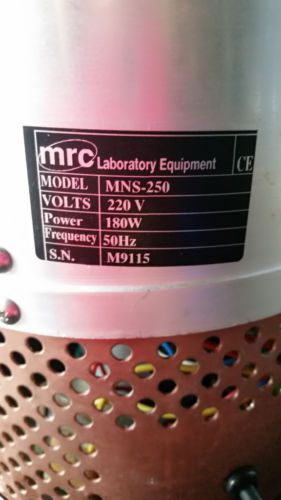 mrc Laboratory Equipment CE
MODEL MNS-250
VOLTS 220 V
Power 180W
Frequency 50Hz
S.N. M9115